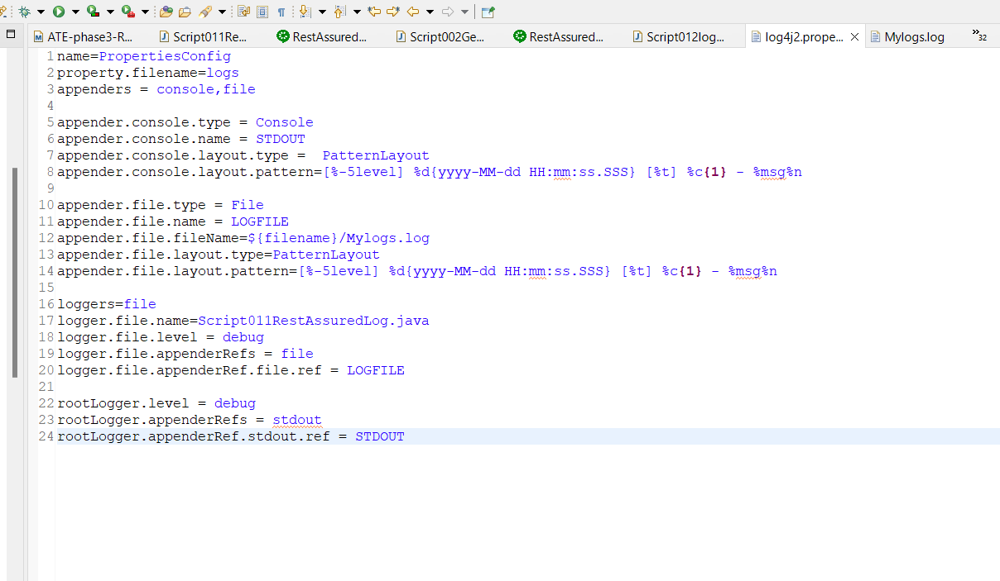 ATE-phase3-R... Script011Re... RestAssured... Script002Ge... RestAssured... Script012log... log4j2.prope... Mylogs.log »32
1 name=PropertiesConfig
2 property.filename=logs
3 appenders = console,file
4
5 appender.console.type = Console
6 appender.console.name = STDOUT
7 appender.console.layout.type =  PatternLayout
8 appender.console.layout.pattern=[%-5level] %d{yyyy-MM-dd HH:mm:ss.SSS} [%t] %c{1} - %msg%n
9
10 appender.file.type = File
11 appender.file.name = LOGFILE
12 appender.file.fileName=${filename}/Mylogs.log
13 appender.file.layout.type=PatternLayout
14 appender.file.layout.pattern=[%-5level] %d{yyyy-MM-dd HH:mm:ss.SSS} [%t] %c{1} - %msg%n
15
16 loggers=file
17 logger.file.name=Script011RestAssuredLog.java
18 logger.file.level = debug
19 logger.file.appenderRefs = file
20 logger.file.appenderRef.file.ref = LOGFILE
21
22 rootLogger.level = debug
23 rootLogger.appenderRefs = stdout
24 rootLogger.appenderRef.stdout.ref = STDOUT